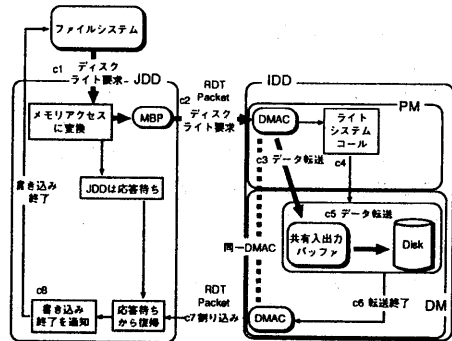 ファイルシステム
c1 ディスク
ライト要求
JDD
メモリアクセス
に変換
MBP
c2
RDT
Packet
ディスク
ライト要求
IDD
PM
DMAC
ライト
システム
コール
c3 データ転送
c4
JDDは応答待ち
書き込み
終了
同一DMAC
c5 データ転送
共有入出力
バッファ
Disk
c6 転送終了
DM
c8
書き込み
終了を通知
応答待ち
から復帰
RDT
Packet
c7 割り込み
DMAC